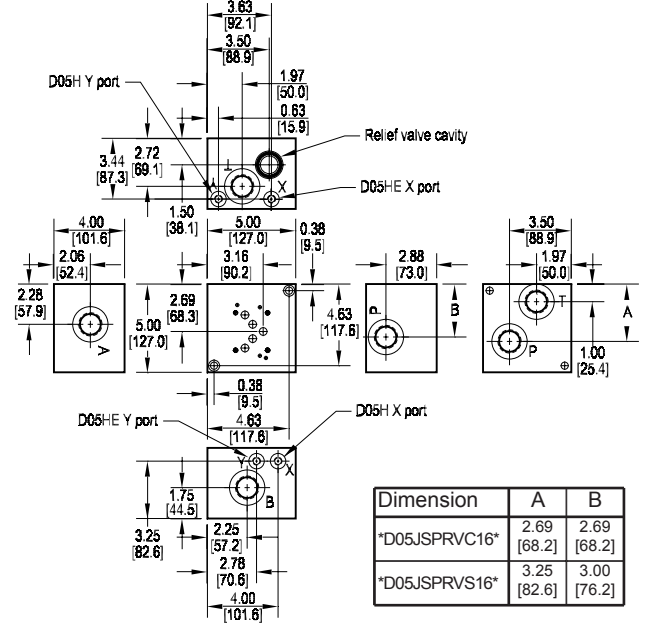 3.63
[92.1]
3.50
[88.9]
D05H Y port
1.97
[50.0]
0.63
[15.9]
Relief valve cavity
3.44
[87.3]
2.72
[69.1]
T
Y
X
D05HE X port
1.50
[38.1]
4.00
[101.6]
2.06
[52.4]
5.00
[127.0]
3.16
[90.2]
0.38
[9.5]
2.88
[73.0]
3.50
[88.9]
1.97
[50.0]
2.28
[57.9]
A
5.00
[127.0]
2.69
[68.3]
4.63
[117.6]
P
B
T
P
A
1.00
[25.4]
0.38
[9.5]
4.63
[117.6]
D05HE Y port
D05H X port
Y
X
B
1.75
[44.5]
3.25
[82.6]
2.25
[57.2]
2.78
[70.6]
4.00
[101.6]
Dimension A B
*D05JSPRVC16* 2.69 [68.2] 2.69 [68.2]
*D05JSPRVS16* 3.25 [82.6] 3.00 [76.2]